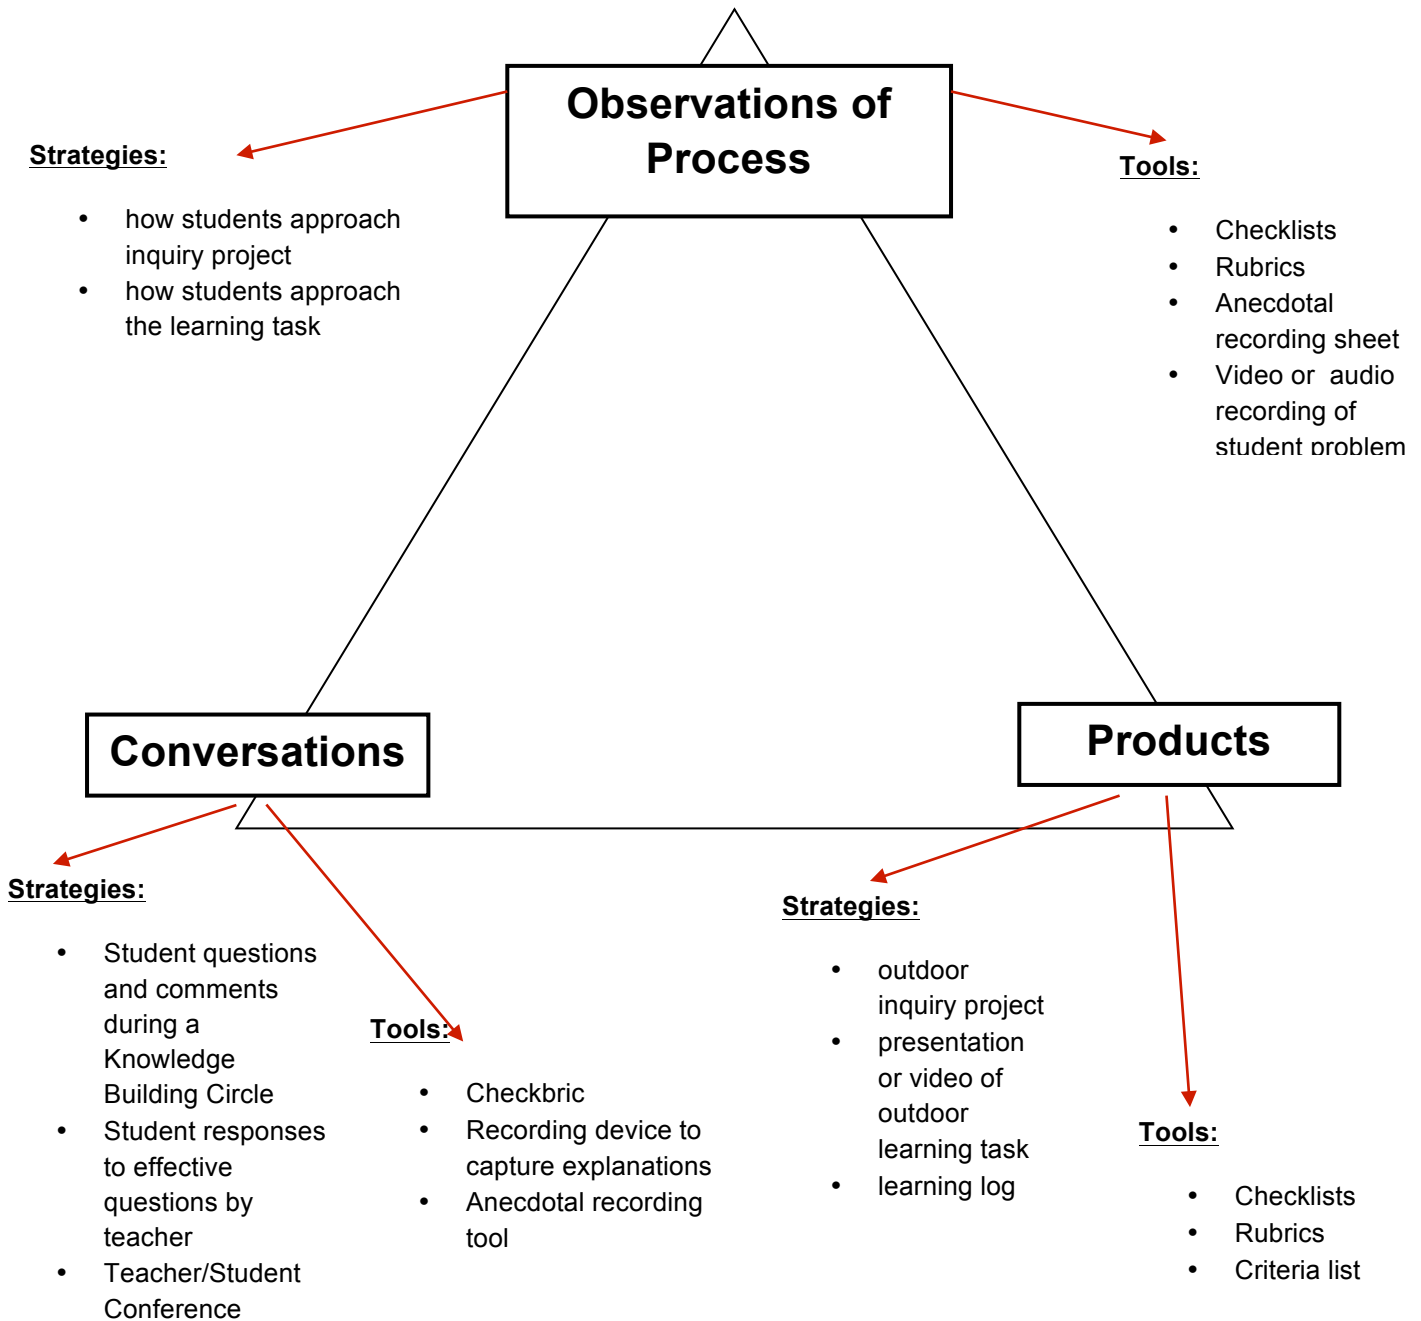 Observations of
Process
Strategies:
• how students approach
inquiry project
• how students approach
the learning task
Tools:
• Checklists
• Rubrics
• Anecdotal
recording sheet
• Video or audio
recording of
student problem
Conversations
Strategies:
• Student questions
and comments
during a
Knowledge
Building Circle
• Student responses
to effective
questions by
teacher
• Teacher/Student
Conference
Tools:
• Checkbric
• Recording device to
capture explanations
• Anecdotal recording
tool
Products
Strategies:
• outdoor
inquiry project
• presentation
or video of
outdoor
learning task
• learning log
Tools:
• Checklists
• Rubrics
• Criteria list